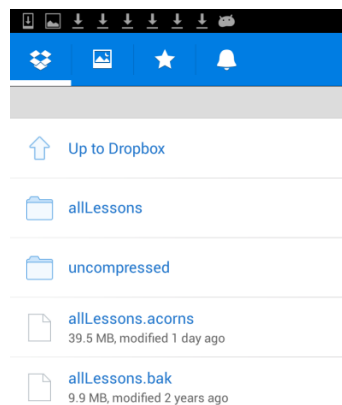 Up to Dropbox
allLessons
uncompressed
allLessons.acorns
39.5 MB, modified 1 day ago
allLessons.bak
9.9 MB, modified 2 years ago